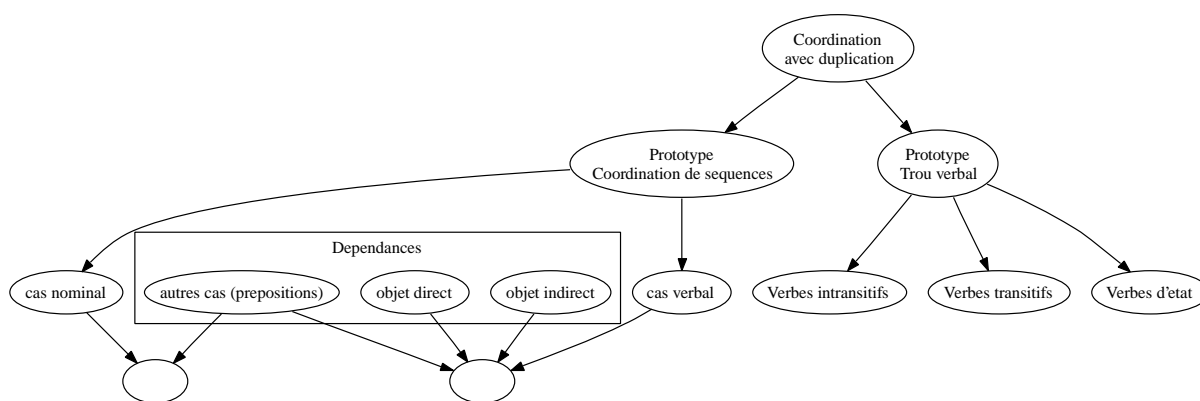 Coordination
avec duplication
Prototype
Coordination de sequences
Prototype
Trou verbal
Dependances
cas nominal
autres cas (prepositions)
objet direct
objet indirect
cas verbal
Verbes intransitifs
Verbes transitifs
Verbes d'etat